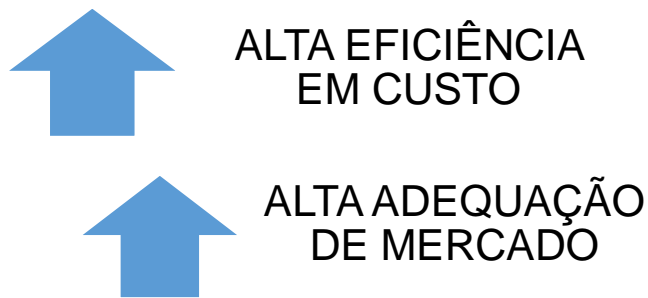 ALTA EFICIÊNCIA
EM CUSTO
ALTA ADEQUAÇÃO
DE MERCADO